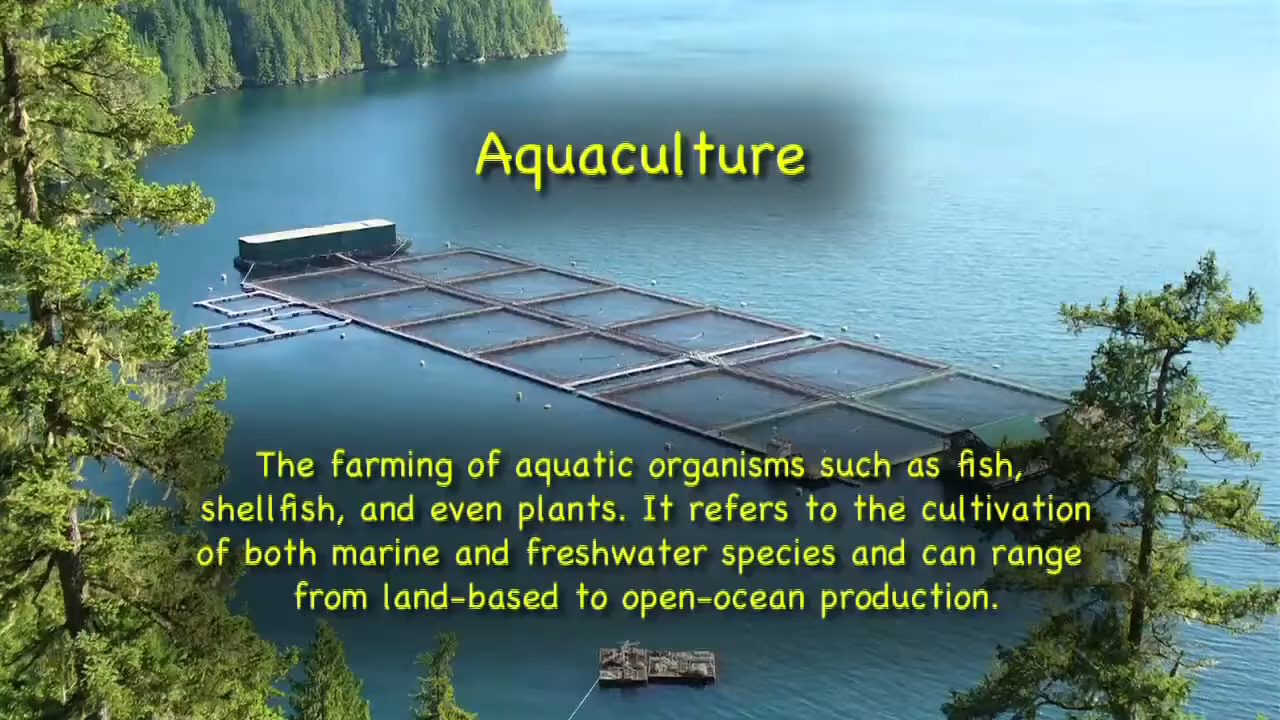 Aquaculture
The farming of aquatic organisms such as fish,
shellfish, and even plants. It refers to the cultivation
of both marine and freshwater species and can range
from land-based to open-ocean production.